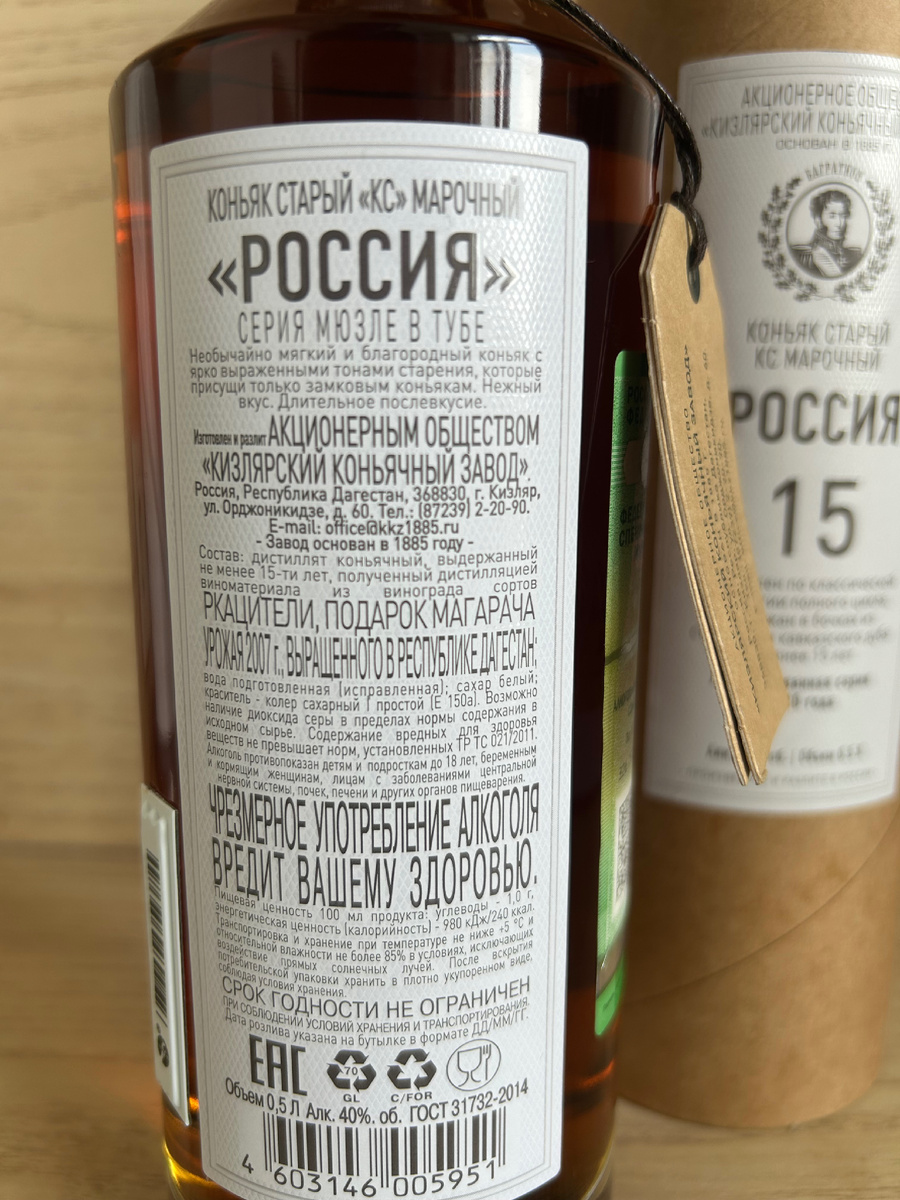 КОНЬЯК СТАРЫЙ «КС» МАРОЧНЫЙ
«РОССИЯ»
СЕРИЯ МЮЗЛЕ В ТУБЕ
Необычайно мягкий и благородный коньяк с
ярко выраженными тонами старения, которые
присущи только замковым коньякам. Нежный
вкус. Длительное послевкусие.
Изготовлен и разлит АКЦИОНЕРНЫМ ОБЩЕСТВОМ
«КИЗЛЯРСКИЙ КОНЬЯЧНЫЙ ЗАВОД».
Россия, Республика Дагестан, 368830, г. Кизляр,
ул. Орджоникидзе, д. 60. Тел.: (87239) 2-20-90.
E-mail: office@kkz1885.ru
- Завод основан в 1885 году -
Состав: дистиллят коньячный, выдержанный
не менее 15-ти лет, полученный дистилляцией
виноматериала из винограда сортов
РКАЦИТЕЛИ, ПОДАРОК МАГАРАЧА
УРОЖАЯ 2007 г., ВЫРАЩЕННОГО В РЕСПУБЛИКЕ ДАГЕСТАН;
вода подготовленная (исправленная); сахар белый;
краситель - колер сахарный I простой (Е 150а). Возможно
наличие диоксида серы в пределах нормы содержания в
исходном сырье. Содержание вредных для здоровья
веществ не превышает норм, установленных ТР ТС 021/2011.
Алкоголь противопоказан детям и подросткам до 18 лет, беременным
и кормящим женщинам, лицам с заболеваниями центральной
нервной системы, почек, печени и других органов пищеварения.
ЧРЕЗМЕРНОЕ УПОТРЕБЛЕНИЕ АЛКОГОЛЯ
ВРЕДИТ ВАШЕМУ ЗДОРОВЬЮ.
Пищевая ценность 100 мл продукта: углеводы - 1,0 г,
энергетическая ценность (калорийность) - 980 кДж/240 ккал.
Транспортировка и хранение при температуре не ниже +5 °С и
относительной влажности не более 85% в условиях, исключающих
воздействие прямых солнечных лучей. После вскрытия
потребительской упаковки хранить в плотно укупоренном виде,
соблюдая условия хранения.
СРОК ГОДНОСТИ НЕ ОГРАНИЧЕН
ПРИ СОБЛЮДЕНИИ УСЛОВИЙ ХРАНЕНИЯ И ТРАНСПОРТИРОВАНИЯ.
Дата розлива указана на бутылке в формате ДД/ММ/ГГ.
ЕАС
70
GL
C/FOR
Объем 0,5 Л Алк. 40%. об. ГОСТ 31732-2014
4 603146 005951
АКЦИОНЕРНОЕ ОБЩЕ
«КИЗЛЯРСКИЙ КОНЬЯЧНЫ
ОСНОВАН В 1885 Г.
БАГРАТИОН
КОНЬЯК СТАРЫЙ
КС МАРОЧНЫЙ
РОССИЯ
15